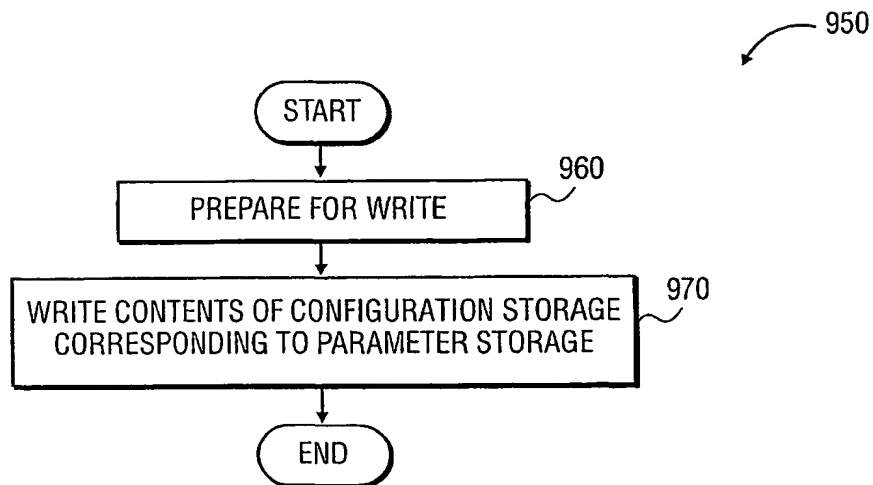 950
START
960
PREPARE FOR WRITE
970
WRITE CONTENTS OF CONFIGURATION STORAGE
CORRESPONDING TO PARAMETER STORAGE
END